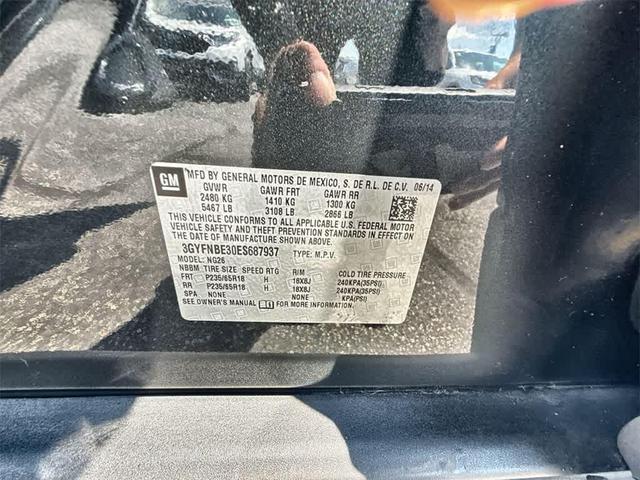 GM
MFD BY GENERAL MOTORS DE MEXICO, S. DE R.L. DE C.V. 06/14
GVWR GAWR FRT GAWR RR
2480 KG 1410 KG 1300 KG
5467 LB 3108 LB 2866 LB
THIS VEHICLE CONFORMS TO ALL APPLICABLE U.S. FEDERAL MOTOR
VEHICLE SAFETY AND THEFT PREVENTION STANDARDS IN EFFECT
ON THE DATE OF MANUFACTURE SHOWN ABOVE.
3GYFNBE30ES687937 TYPE: M.P.V.
MODEL: NG26
NBBM TIRE SIZE SPEED RTG RIM COLD TIRE PRESSURE
FRT P235/65R18 H 18X8J 240KPA(35PSI)
RR P235/65R18 H 18X8J 240KPA(35PSI)
SPA NONE NONE KPA(PSI)
SEE OWNER'S MANUAL FOR MORE INFORMATION.